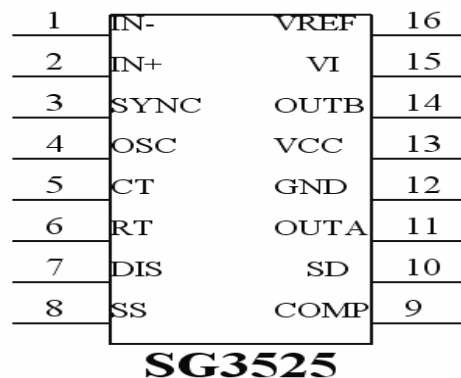 1 IN- VREF 16
2 IN+ VI 15
3 SYNC OUTB 14
4 OSC VCC 13
5 CT GND 12
6 RT OUTA 11
7 DIS SD 10
8 SS COMP 9
SG3525